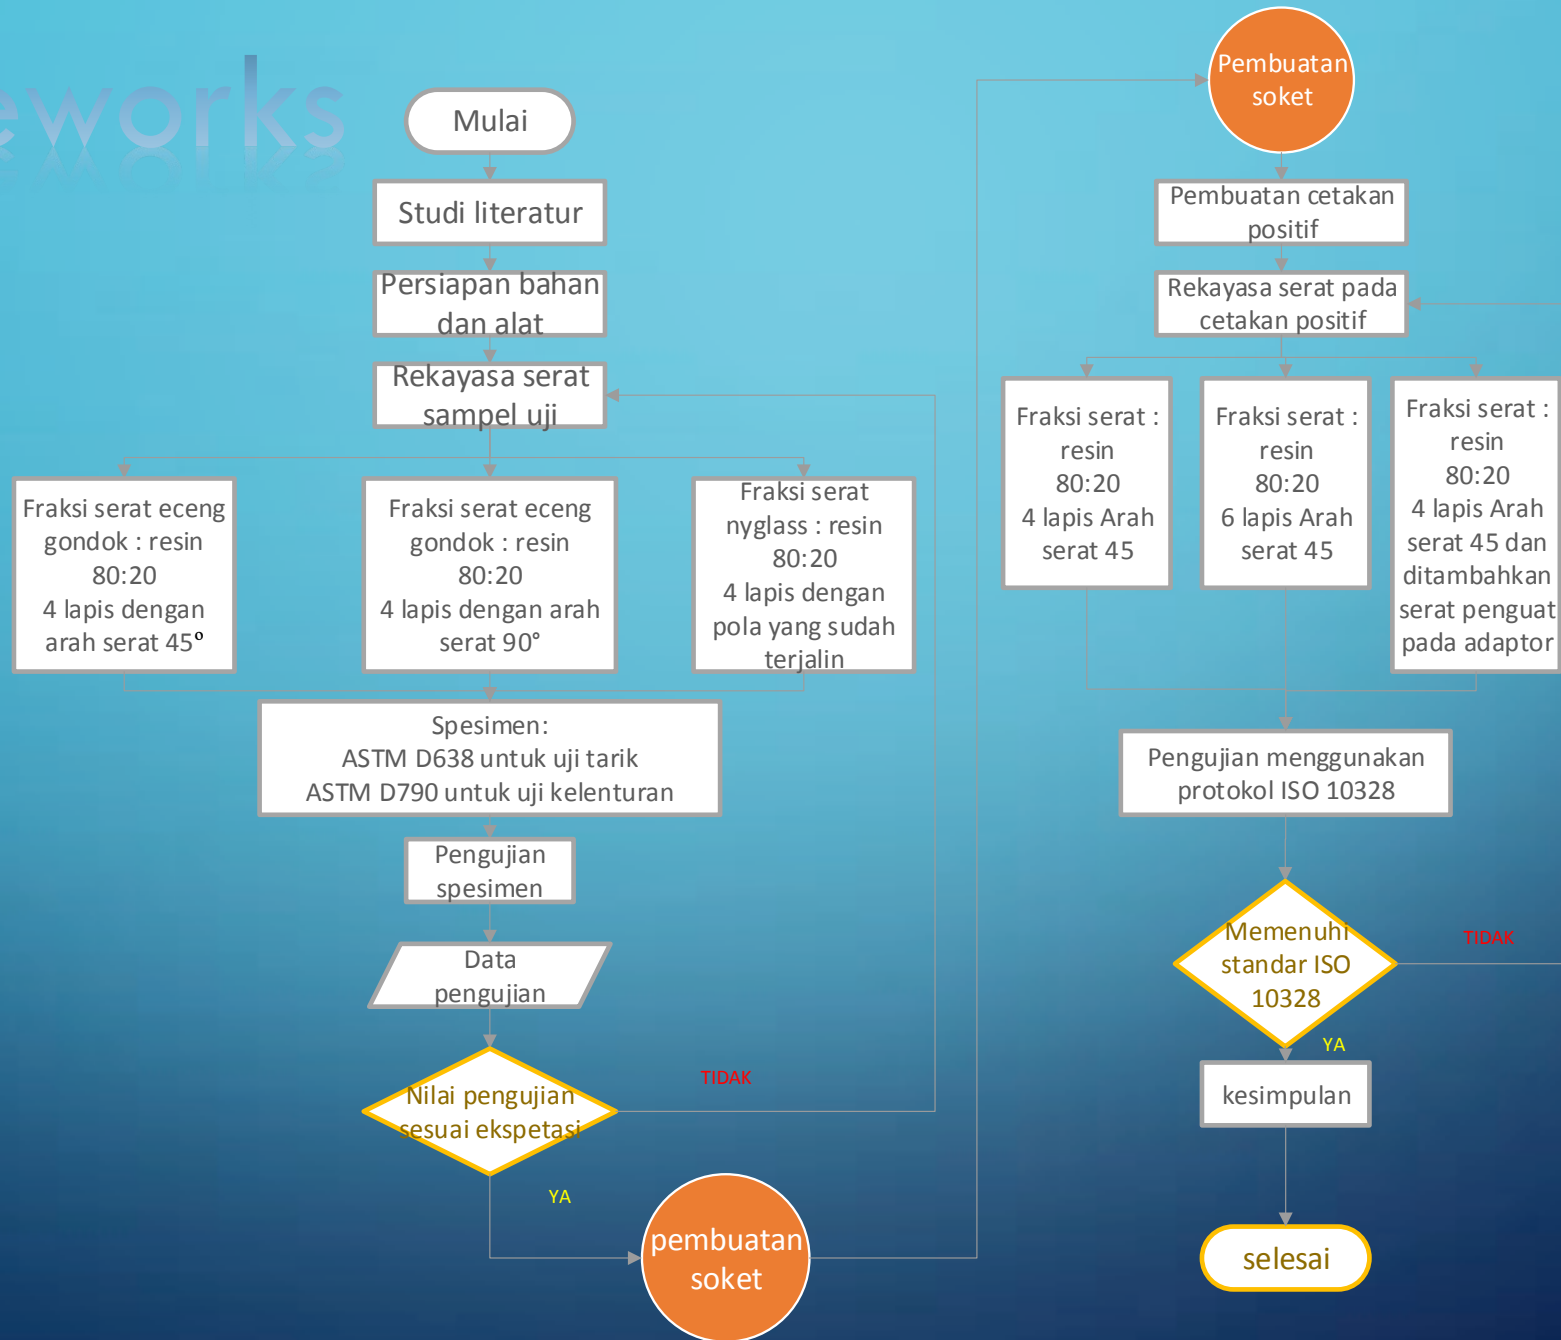 eworks
Mulai
Studi literatur
Persiapan bahan
dan alat
Rekayasa serat
sampel uji
Fraksi serat eceng
gondok : resin
80:20
4 lapis dengan
arah serat 45°
Fraksi serat eceng
gondok : resin
80:20
4 lapis dengan arah
serat 90°
Fraksi serat
nyglass : resin
80:20
4 lapis dengan
pola yang sudah
terjalin
Spesimen:
ASTM D638 untuk uji tarik
ASTM D790 untuk uji kelenturan
Pengujian
spesimen
Data
pengujian
Nilai pengujian
sesuai ekspetasi
TIDAK
YA
pembuatan
soket
Pembuatan
soket
Pembuatan cetakan
positif
Rekayasa serat pada
cetakan positif
Fraksi serat :
resin
80:20
4 lapis Arah
serat 45
Fraksi serat :
resin
80:20
6 lapis Arah
serat 45
Fraksi serat :
resin
80:20
4 lapis Arah
serat 45 dan
ditambahkan
serat penguat
pada adaptor
Pengujian menggunakan
protokol ISO 10328
Memenuhi
standar ISO
10328
TIDAK
YA
kesimpulan
selesai